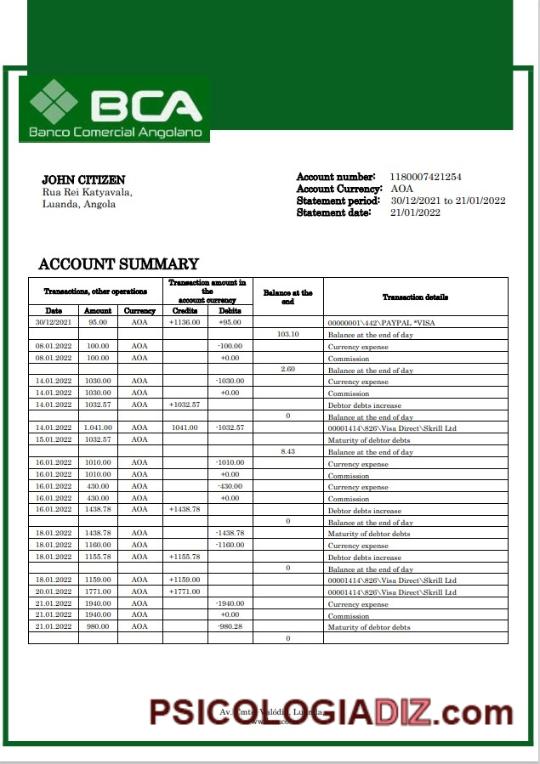 BCA
Banco Comercial Angolano
JOHN CITIZEN
Rua Rei Katyavala,
Luanda, Angola
Account number: 1180007421254
Account Currency: AOA
Statement period: 30/12/2021 to 21/01/2022
Statement date: 21/01/2022
ACCOUNT SUMMARY
Transactions, other operations
Transaction amount in the account currency
Balance at the end
Transaction details
Date Amount Currency Credits Debits
30/12/2021 95.00 AOA +1136.00 +95.00 00000001\442\PAYPAL *VISA
103.10 Balance at the end of day
08.01.2022 100.00 AOA -100.00 Currency expense
08.01.2022 100.00 AOA +0.00 Commission
2.60 Balance at the end of day
14.01.2022 1030.00 AOA -1030.00 Currency expense
14.01.2022 1030.00 AOA +0.00 Commission
14.01.2022 1032.57 AOA +1032.57 Debtor debts increase
0 Balance at the end of day
14.01.2022 1.041.00 AOA 1041.00 -1032.57 00001414\826\Visa Direct\Skrill Ltd
15.01.2022 1032.57 AOA Maturity of debtor debts
8.43 Balance at the end of day
16.01.2022 1010.00 AOA -1010.00 Currency expense
16.01.2022 1010.00 AOA +0.00 Commission
16.01.2022 430.00 AOA -430.00 Currency expense
16.01.2022 430.00 AOA +0.00 Commission
16.01.2022 1438.78 AOA +1438.78 Debtor debts increase
0 Balance at the end of day
18.01.2022 1438.78 AOA -1438.78 Maturity of debtor debts
18.01.2022 1160.00 AOA -1160.00 Currency expense
18.01.2022 1155.78 AOA +1155.78 Debtor debts increase
0 Balance at the end of day
18.01.2022 1159.00 AOA +1159.00 00001414\826\Visa Direct\Skrill Ltd
20.01.2022 1771.00 AOA +1771.00 00001414\826\Visa Direct\Skrill Ltd
21.01.2022 1940.00 AOA -1940.00 Currency expense
21.01.2022 1940.00 AOA +0.00 Commission
21.01.2022 980.00 AOA -980.28 Maturity of debtor debts
0
Av. Cmte. Valódia, Luanda,
PSICOLOGIADIZ.com